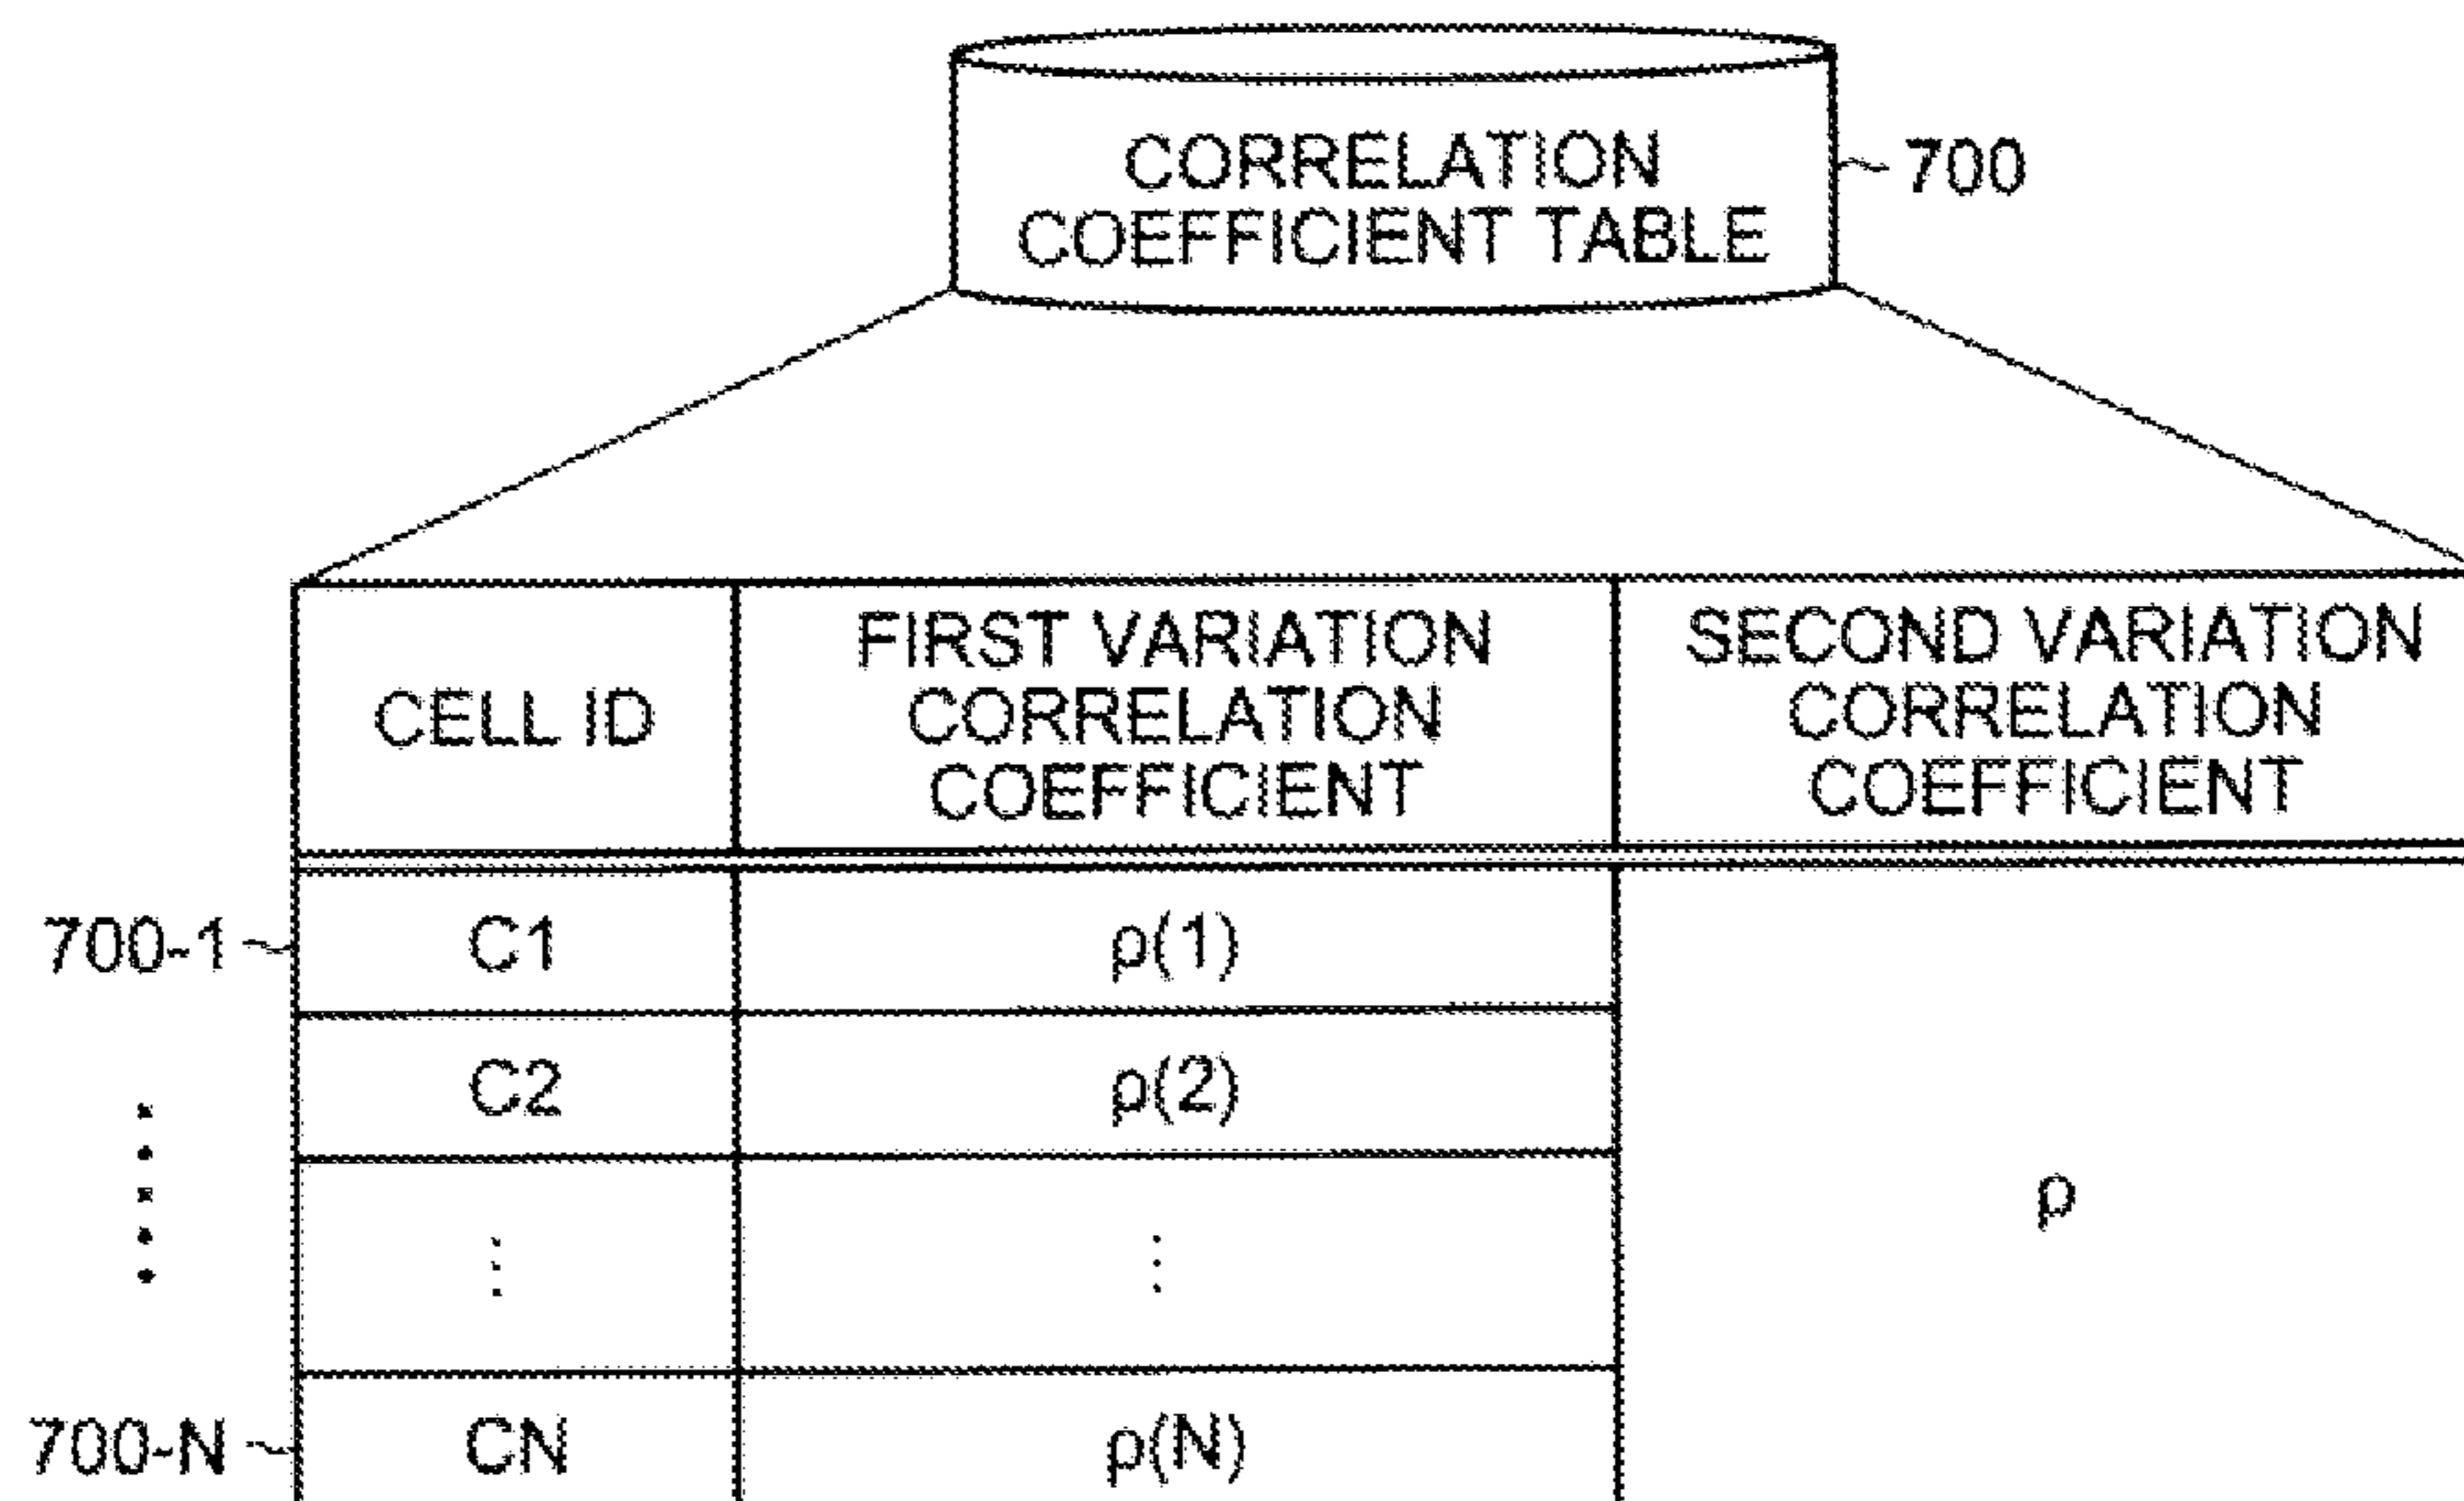 CORRELATION
COEFFICIENT TABLE
~ 700
CELL ID
FIRST VARIATION
CORRELATION
COEFFICIENT
SECOND VARIATION
CORRELATION
COEFFICIENT
700-1 ~
C1
ρ(1)
C2
ρ(2)
ρ
⋮
⋮
700-N ~
CN
ρ(N)